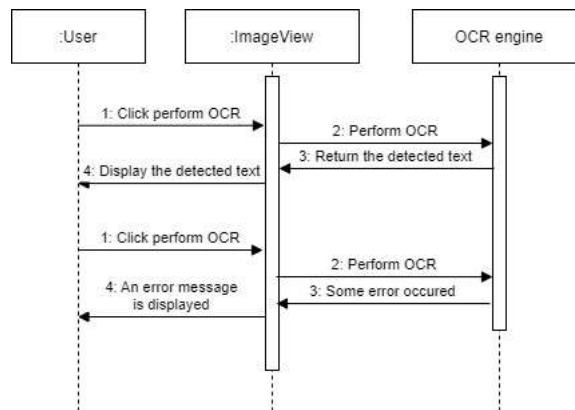 :User
:ImageView
OCR engine
1: Click perform OCR
2: Perform OCR
3: Return the detected text
4: Display the detected text
1: Click perform OCR
2: Perform OCR
3: Some error occured
4: An error message
is displayed